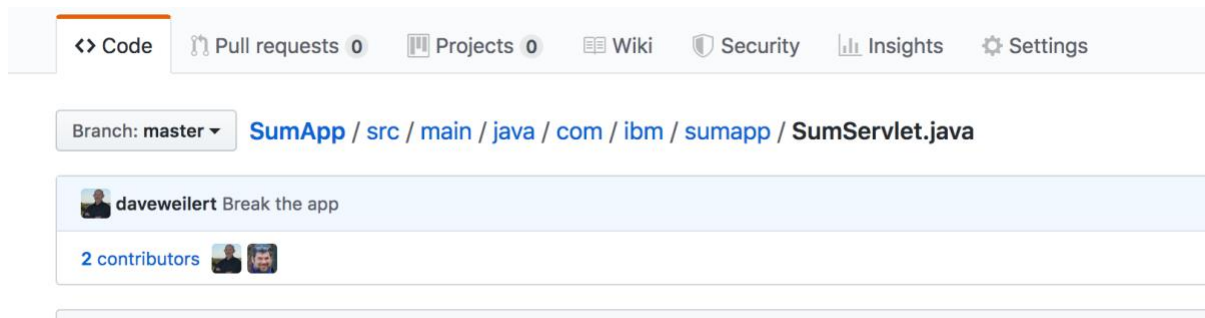 <> Code Pull requests 0 Projects 0 Wiki Security Insights Settings
Branch: master SumApp / src / main / java / com / ibm / sumapp / SumServlet.java
daveweilert Break the app
2 contributors